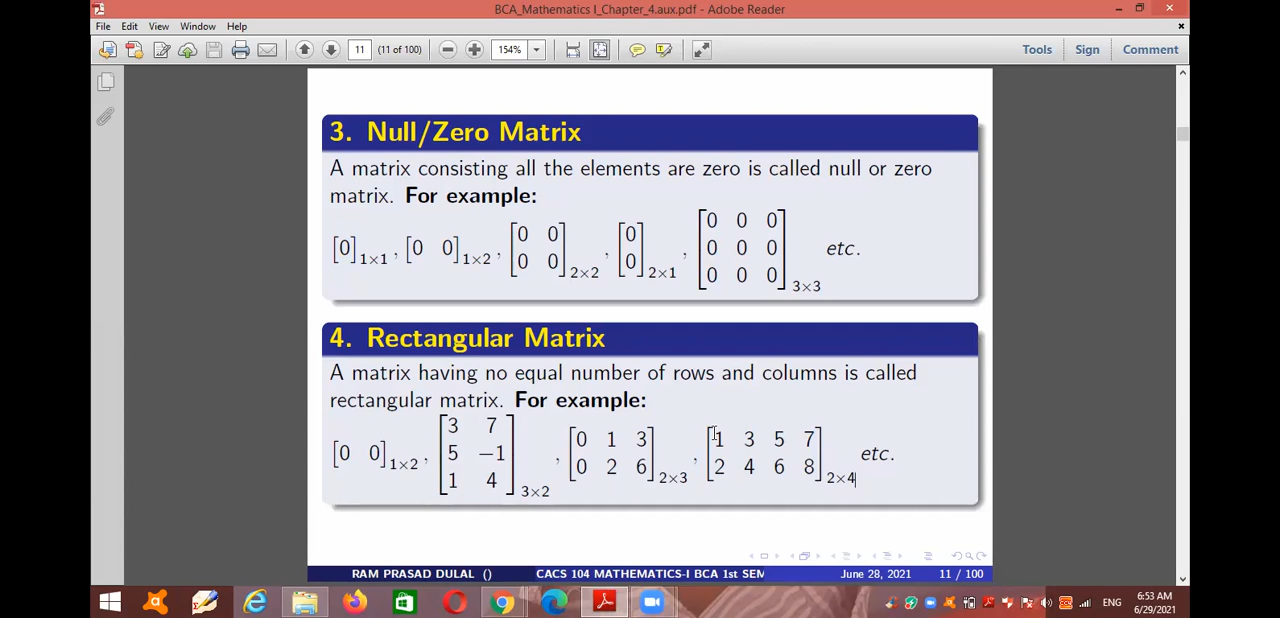 BCA_Mathematics I_Chapter_4.aux.pdf - Adobe Reader
File Edit View Window Help
11 (11 of 100) 154% Tools Sign Comment
3. Null/Zero Matrix
A matrix consisting all the elements are zero is called null or zero
matrix. For example:
[0]1×1, [0 0]1×2, [0 0; 0 0]2×2, [0; 0]2×1, [0 0 0; 0 0 0; 0 0 0]3×3 etc.
4. Rectangular Matrix
A matrix having no equal number of rows and columns is called
rectangular matrix. For example:
[0 0]1×2, [3 7; 5 −1; 1 4]3×2, [0 1 3; 0 2 6]2×3, [1 3 5 7; 2 4 6 8]2×4 etc.
RAM PRASAD DULAL () CACS 104 MATHEMATICS-I BCA 1st SEM June 28, 2021 11 / 100
ENG
6:53 AM
6/29/2021